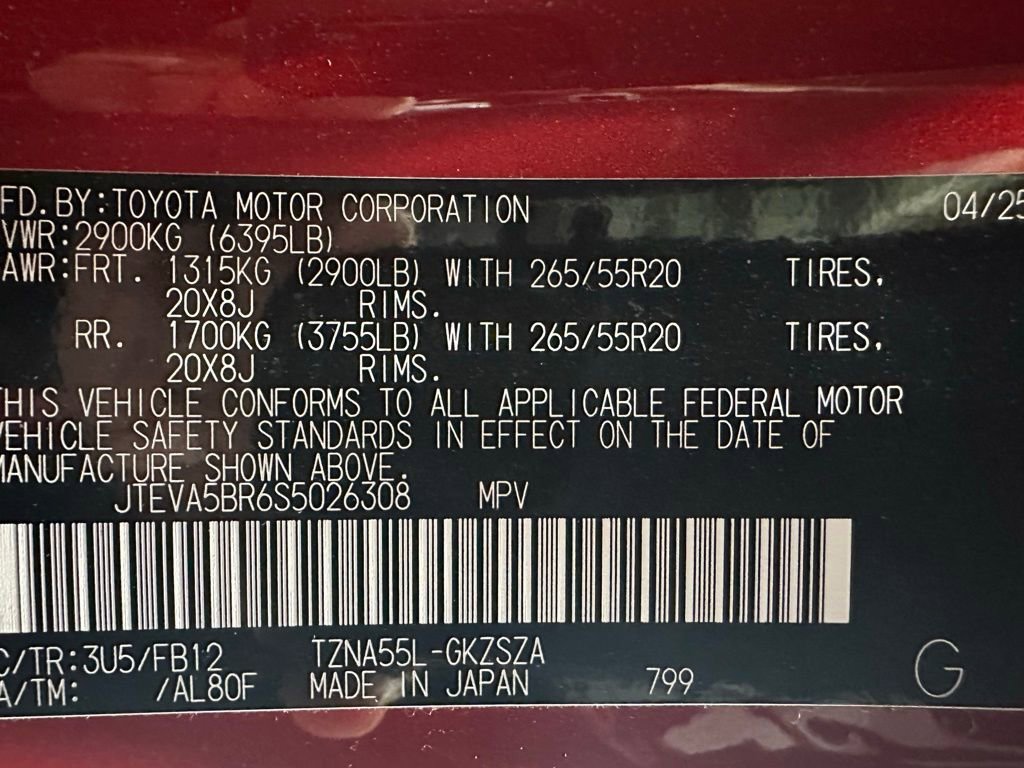 FD.BY:TOYOTA MOTOR CORPORATION 04/25
VWR:2900KG (6395LB)
AWR:FRT. 1315KG (2900LB) WITH 265/55R20 TIRES,
20X8J RIMS.
RR. 1700KG (3755LB) WITH 265/55R20 TIRES,
20X8J RIMS.
THIS VEHICLE CONFORMS TO ALL APPLICABLE FEDERAL MOTOR
VEHICLE SAFETY STANDARDS IN EFFECT ON THE DATE OF
MANUFACTURE SHOWN ABOVE.
JTEVA5BR6S5026308 MPV
C/TR:3U5/FB12 TZNA55L-GKZSZA
A/TM: /AL80F MADE IN JAPAN 799 G